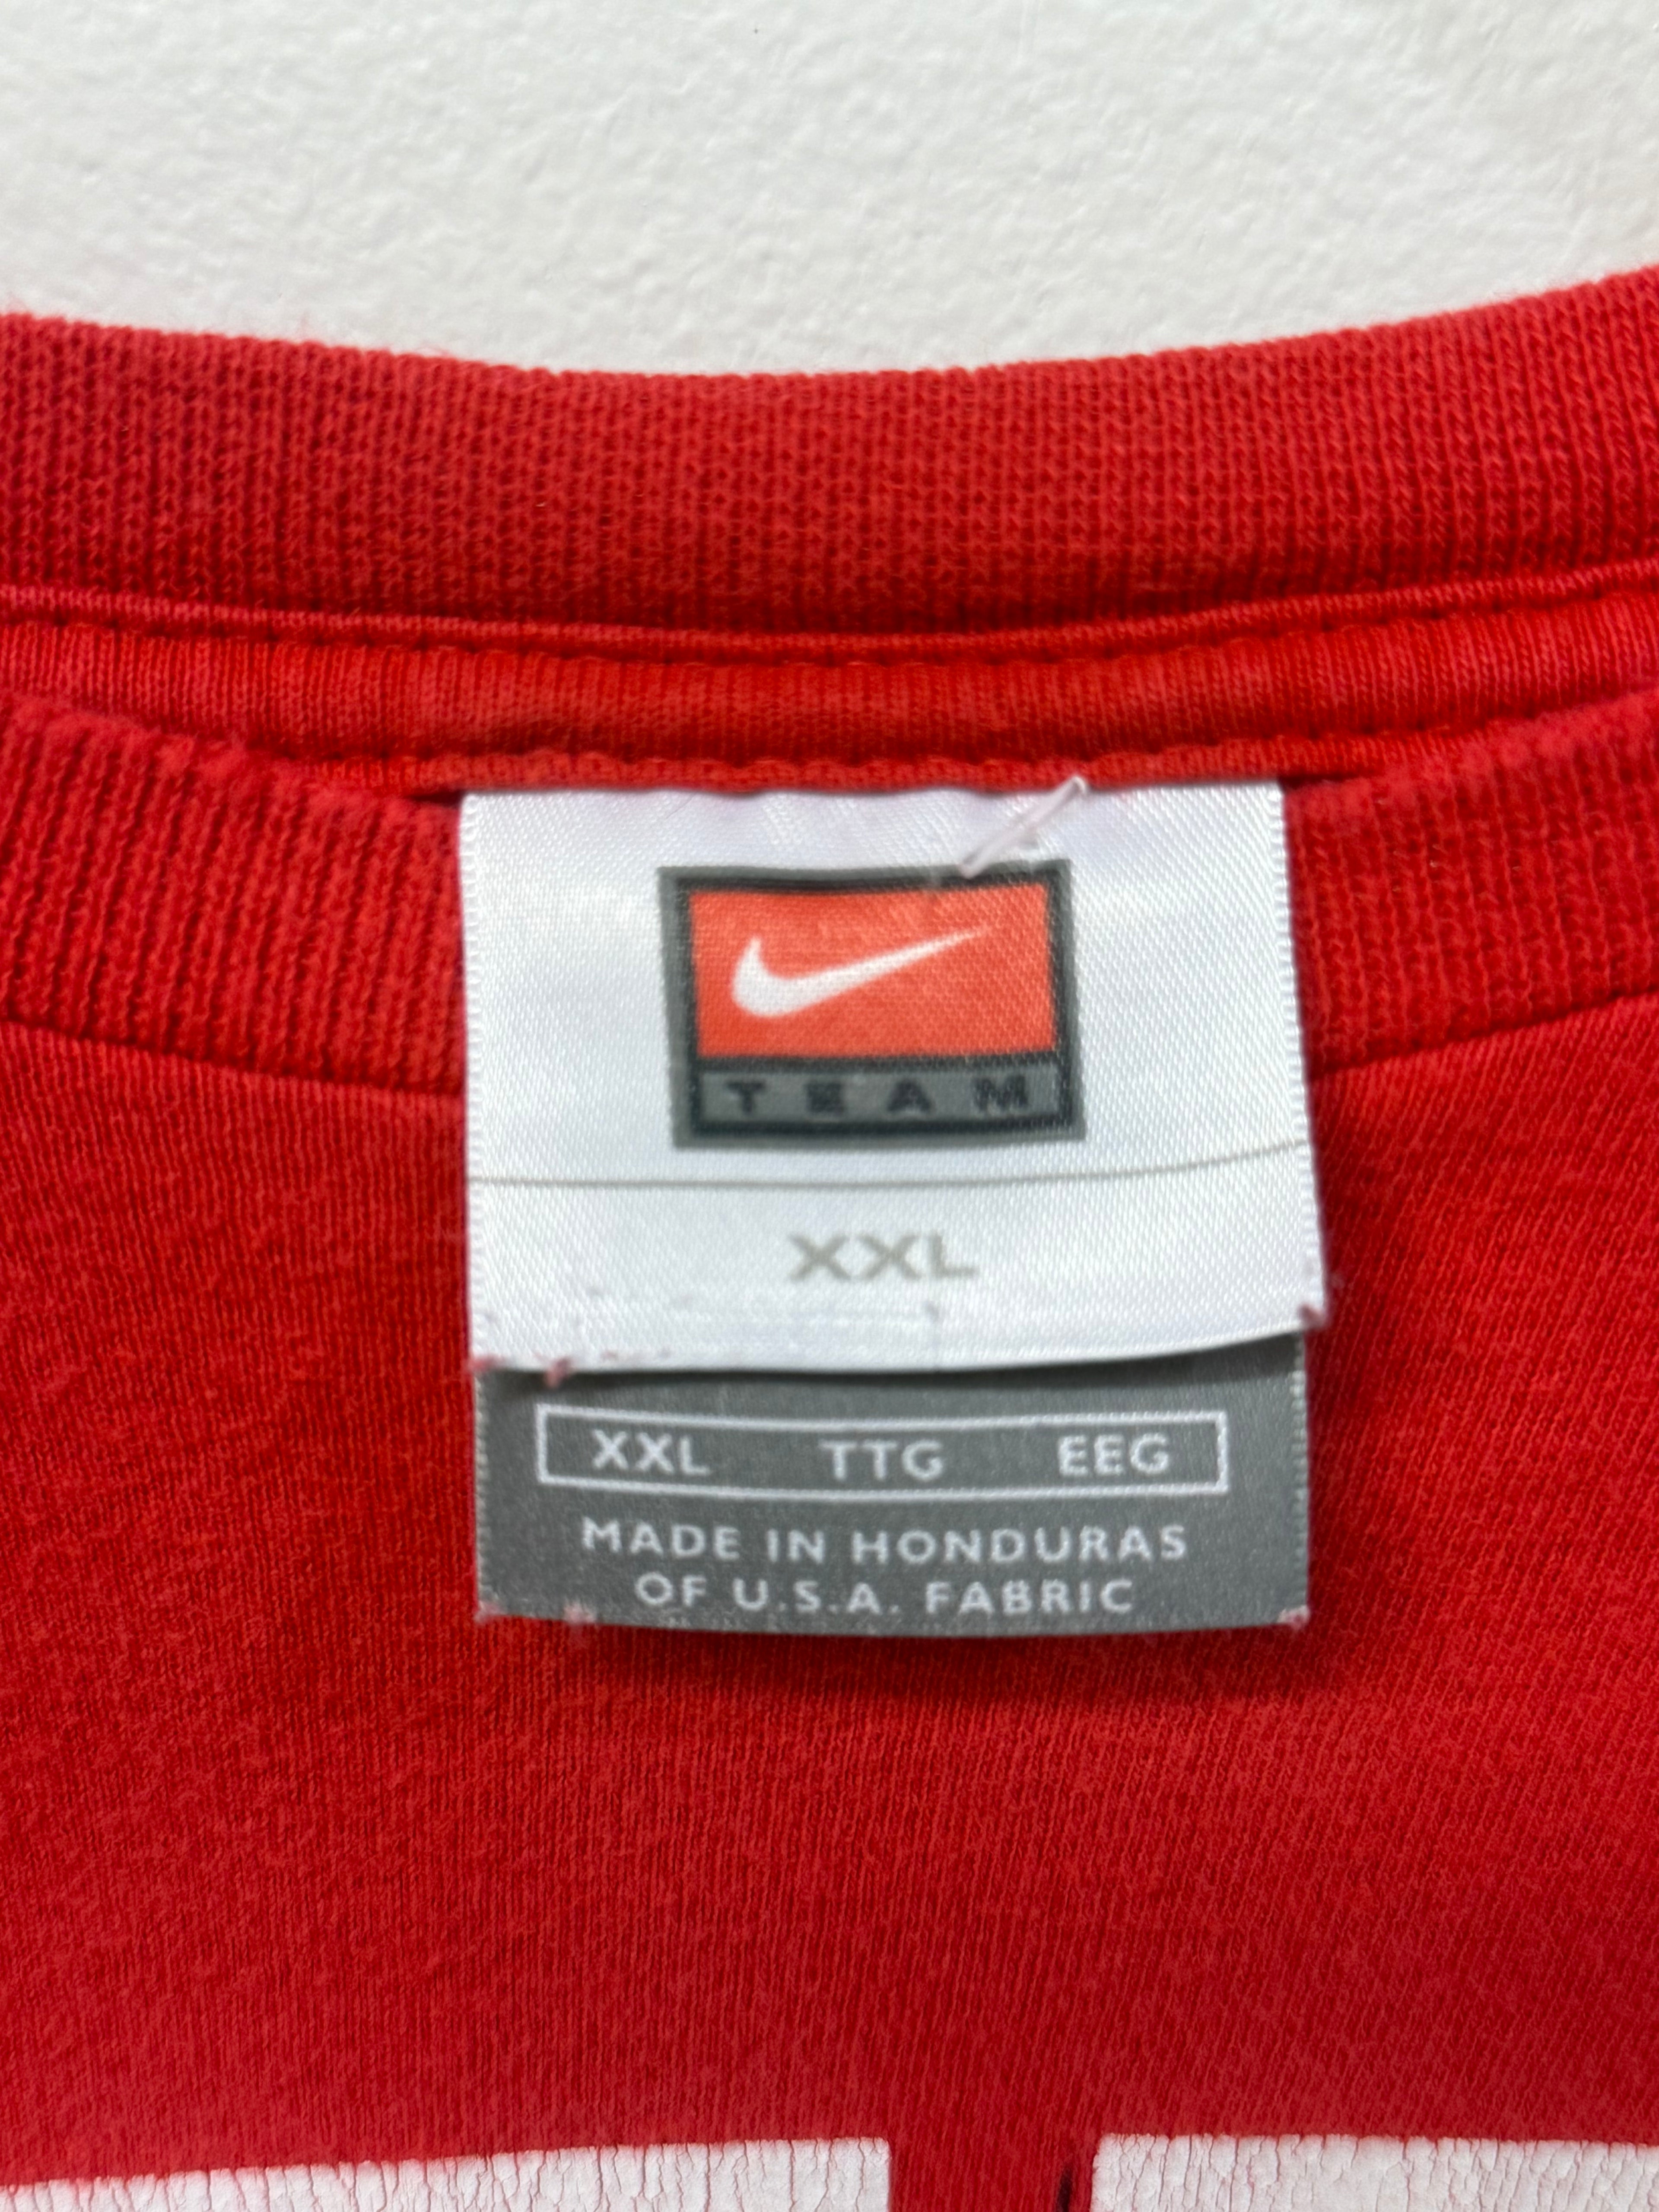 TEAM
XXL
XXL TTG EEG
MADE IN HONDURAS
OF U.S.A. FABRIC